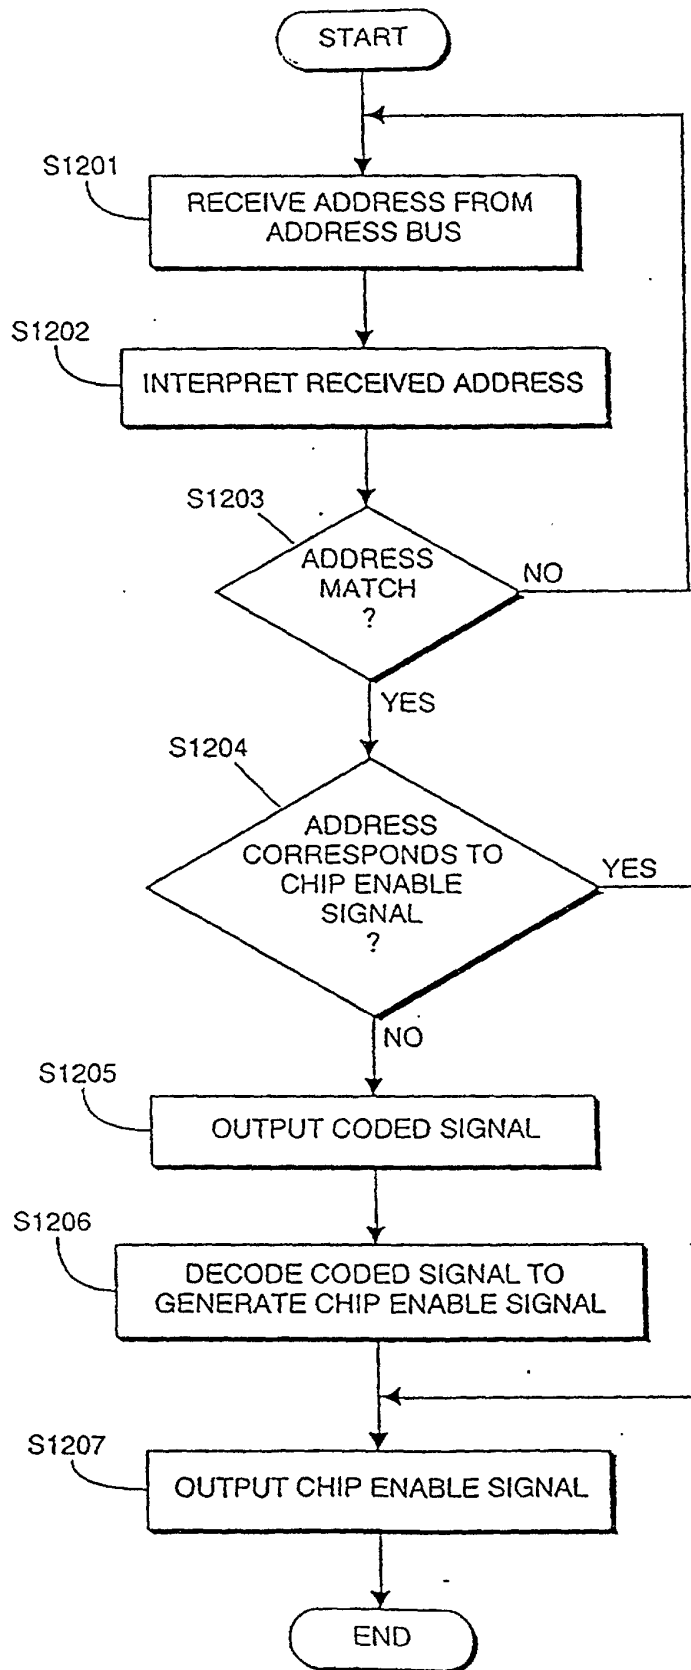 START
S1201
RECEIVE ADDRESS FROM
ADDRESS BUS
S1202
INTERPRET RECEIVED ADDRESS
S1203
ADDRESS
MATCH
?
NO
YES
S1204
ADDRESS
CORRESPONDS TO
CHIP ENABLE
SIGNAL
?
YES
NO
S1205
OUTPUT CODED SIGNAL
S1206
DECODE CODED SIGNAL TO
GENERATE CHIP ENABLE SIGNAL
S1207
OUTPUT CHIP ENABLE SIGNAL
END